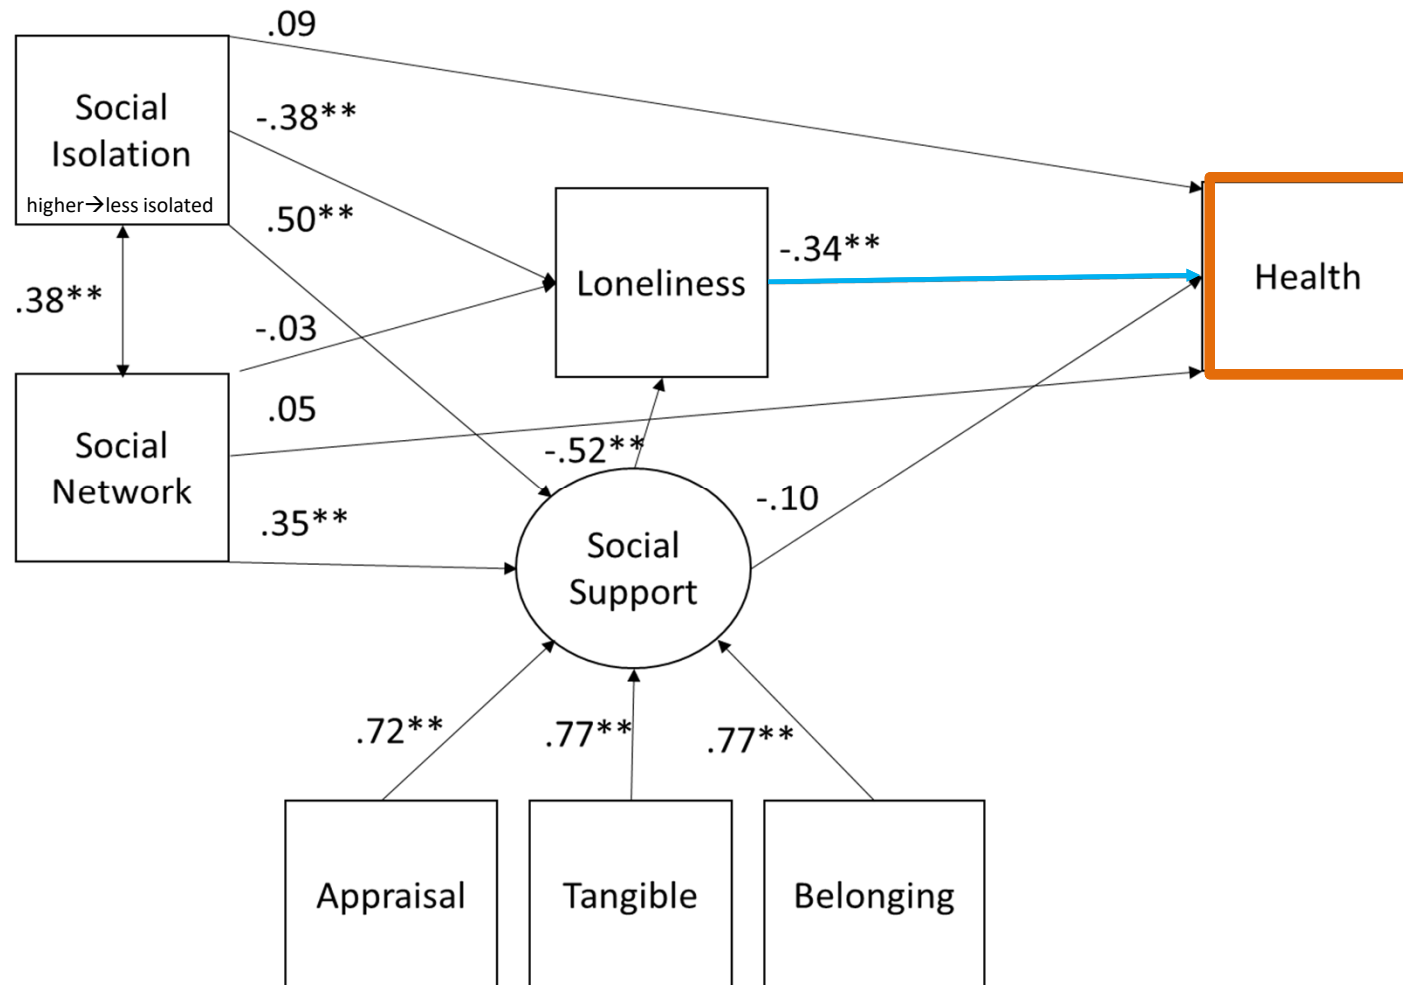 .09
Social
Isolation
higher→less isolated
-.38**
.50**
.38**
-.03
Loneliness
-.34**
Health
Social
Network
.05
.35**
-.52**
-.10
Social
Support
.72**
.77**
.77**
Appraisal
Tangible
Belonging